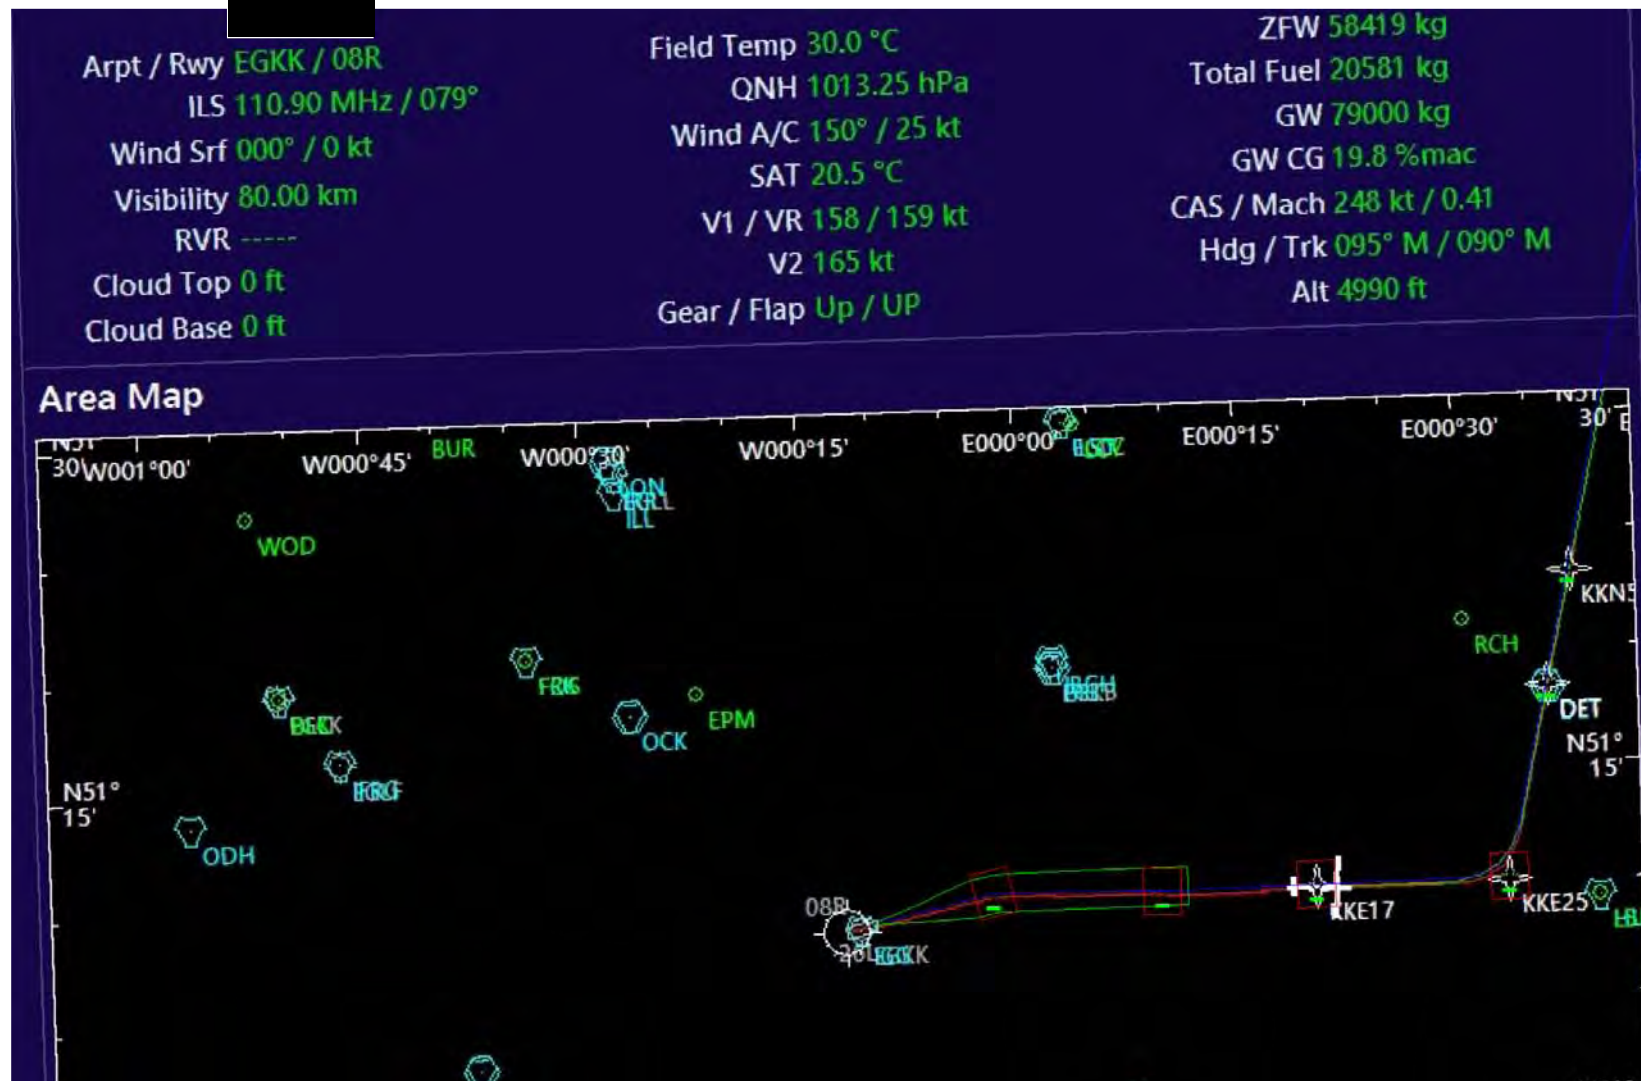 Arpt / Rwy EGKK / 08R
ILS 110.90 MHz / 079°
Wind Srf 000° / 0 kt
Visibility 80.00 km
RVR -----
Cloud Top 0 ft
Cloud Base 0 ft
Field Temp 30.0 °C
QNH 1013.25 hPa
Wind A/C 150° / 25 kt
SAT 20.5 °C
V1 / VR 158 / 159 kt
V2 165 kt
Gear / Flap Up / UP
ZFW 58419 kg
Total Fuel 20581 kg
GW 79000 kg
GW CG 19.8 %mac
CAS / Mach 248 kt / 0.41
Hdg / Trk 095° M / 090° M
Alt 4990 ft
Area Map
N51°
30'
W001°00'
W000°45'
BUR
W000°30'
W000°15'
E000°00'
E000°15'
E000°30'
N51°
30'
WOD
ILL
KKN5
RCH
DET
EPM
OCK
N51°
15'
N51°
15'
ODH
08R
KKE17
KKE25